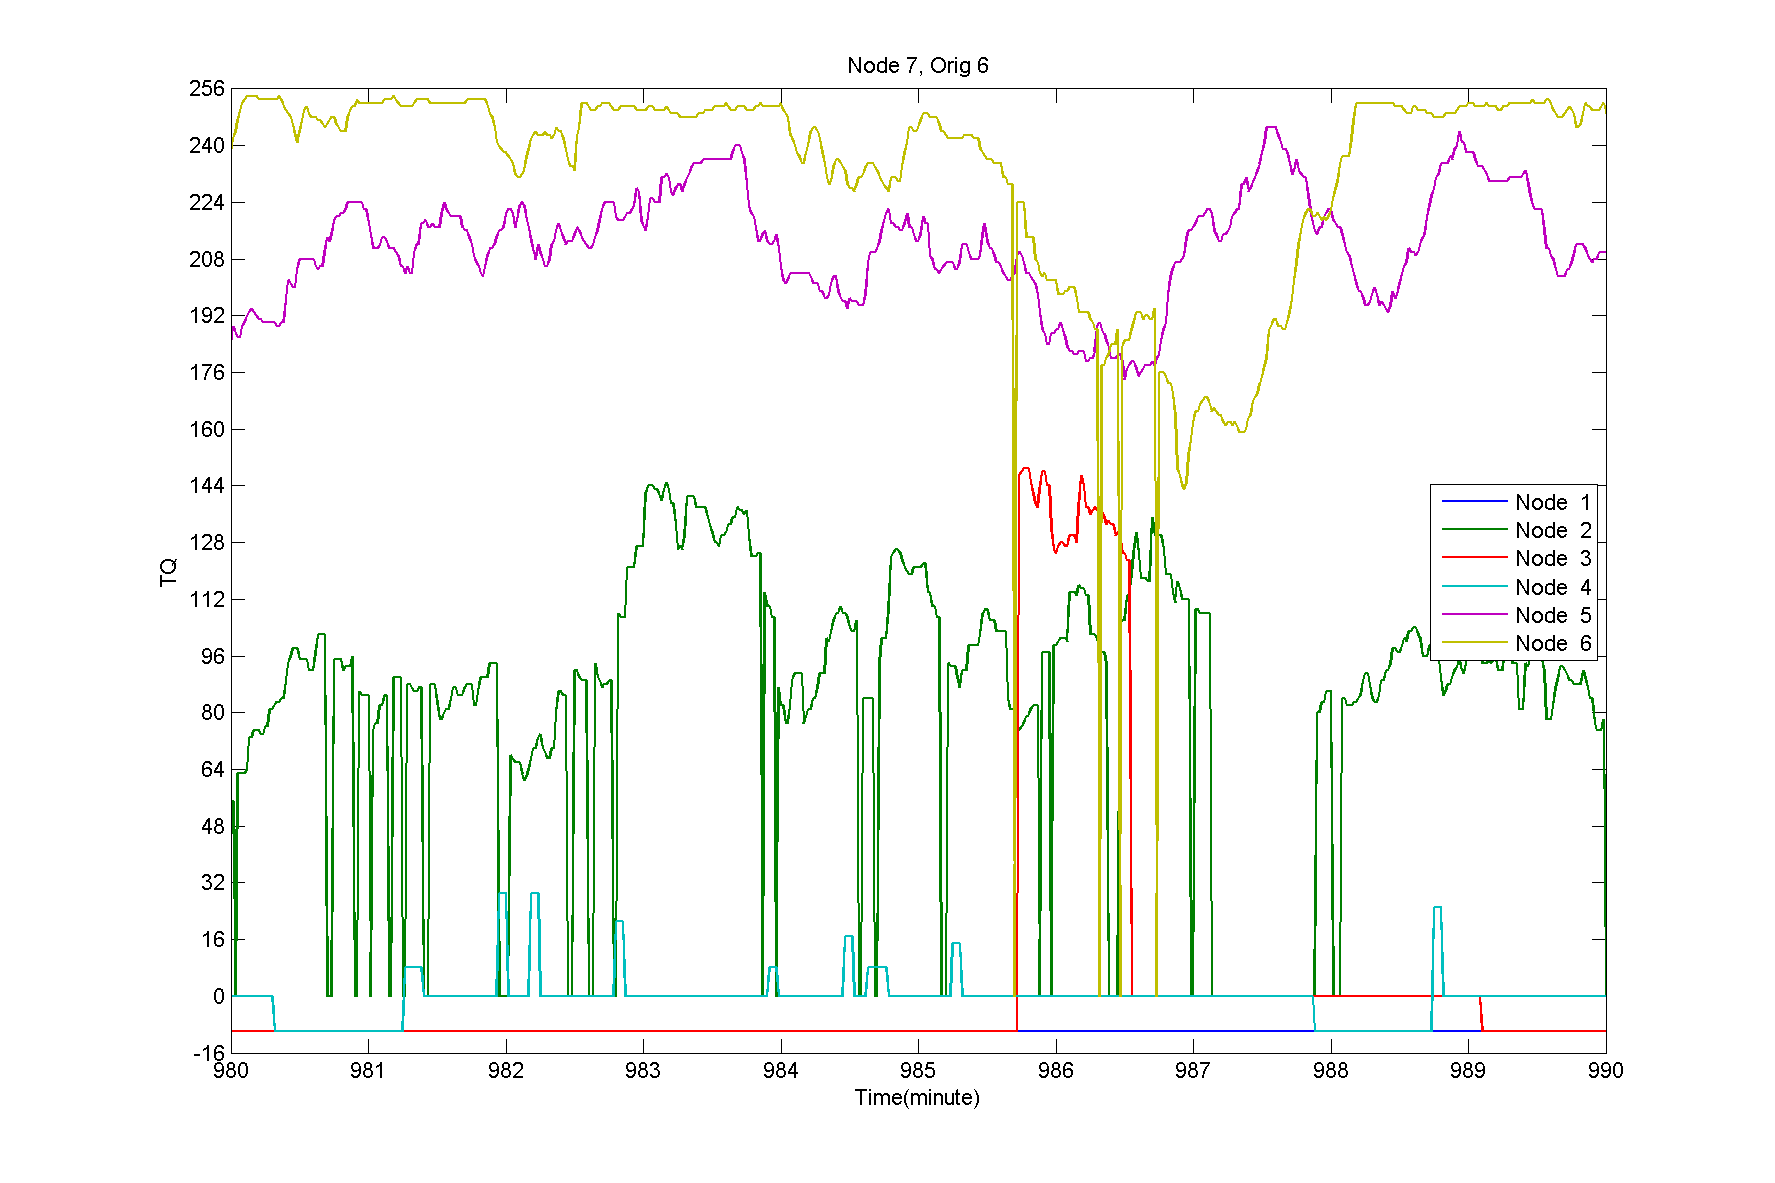 Node 7, Orig 6
256
240
224
208
192
176
160
144
128
112
96
80
64
48
32
16
0
-16
TQ
Node 1
Node 2
Node 3
Node 4
Node 5
Node 6
980 981 982 983 984 985 986 987 988 989 990
Time(minute)